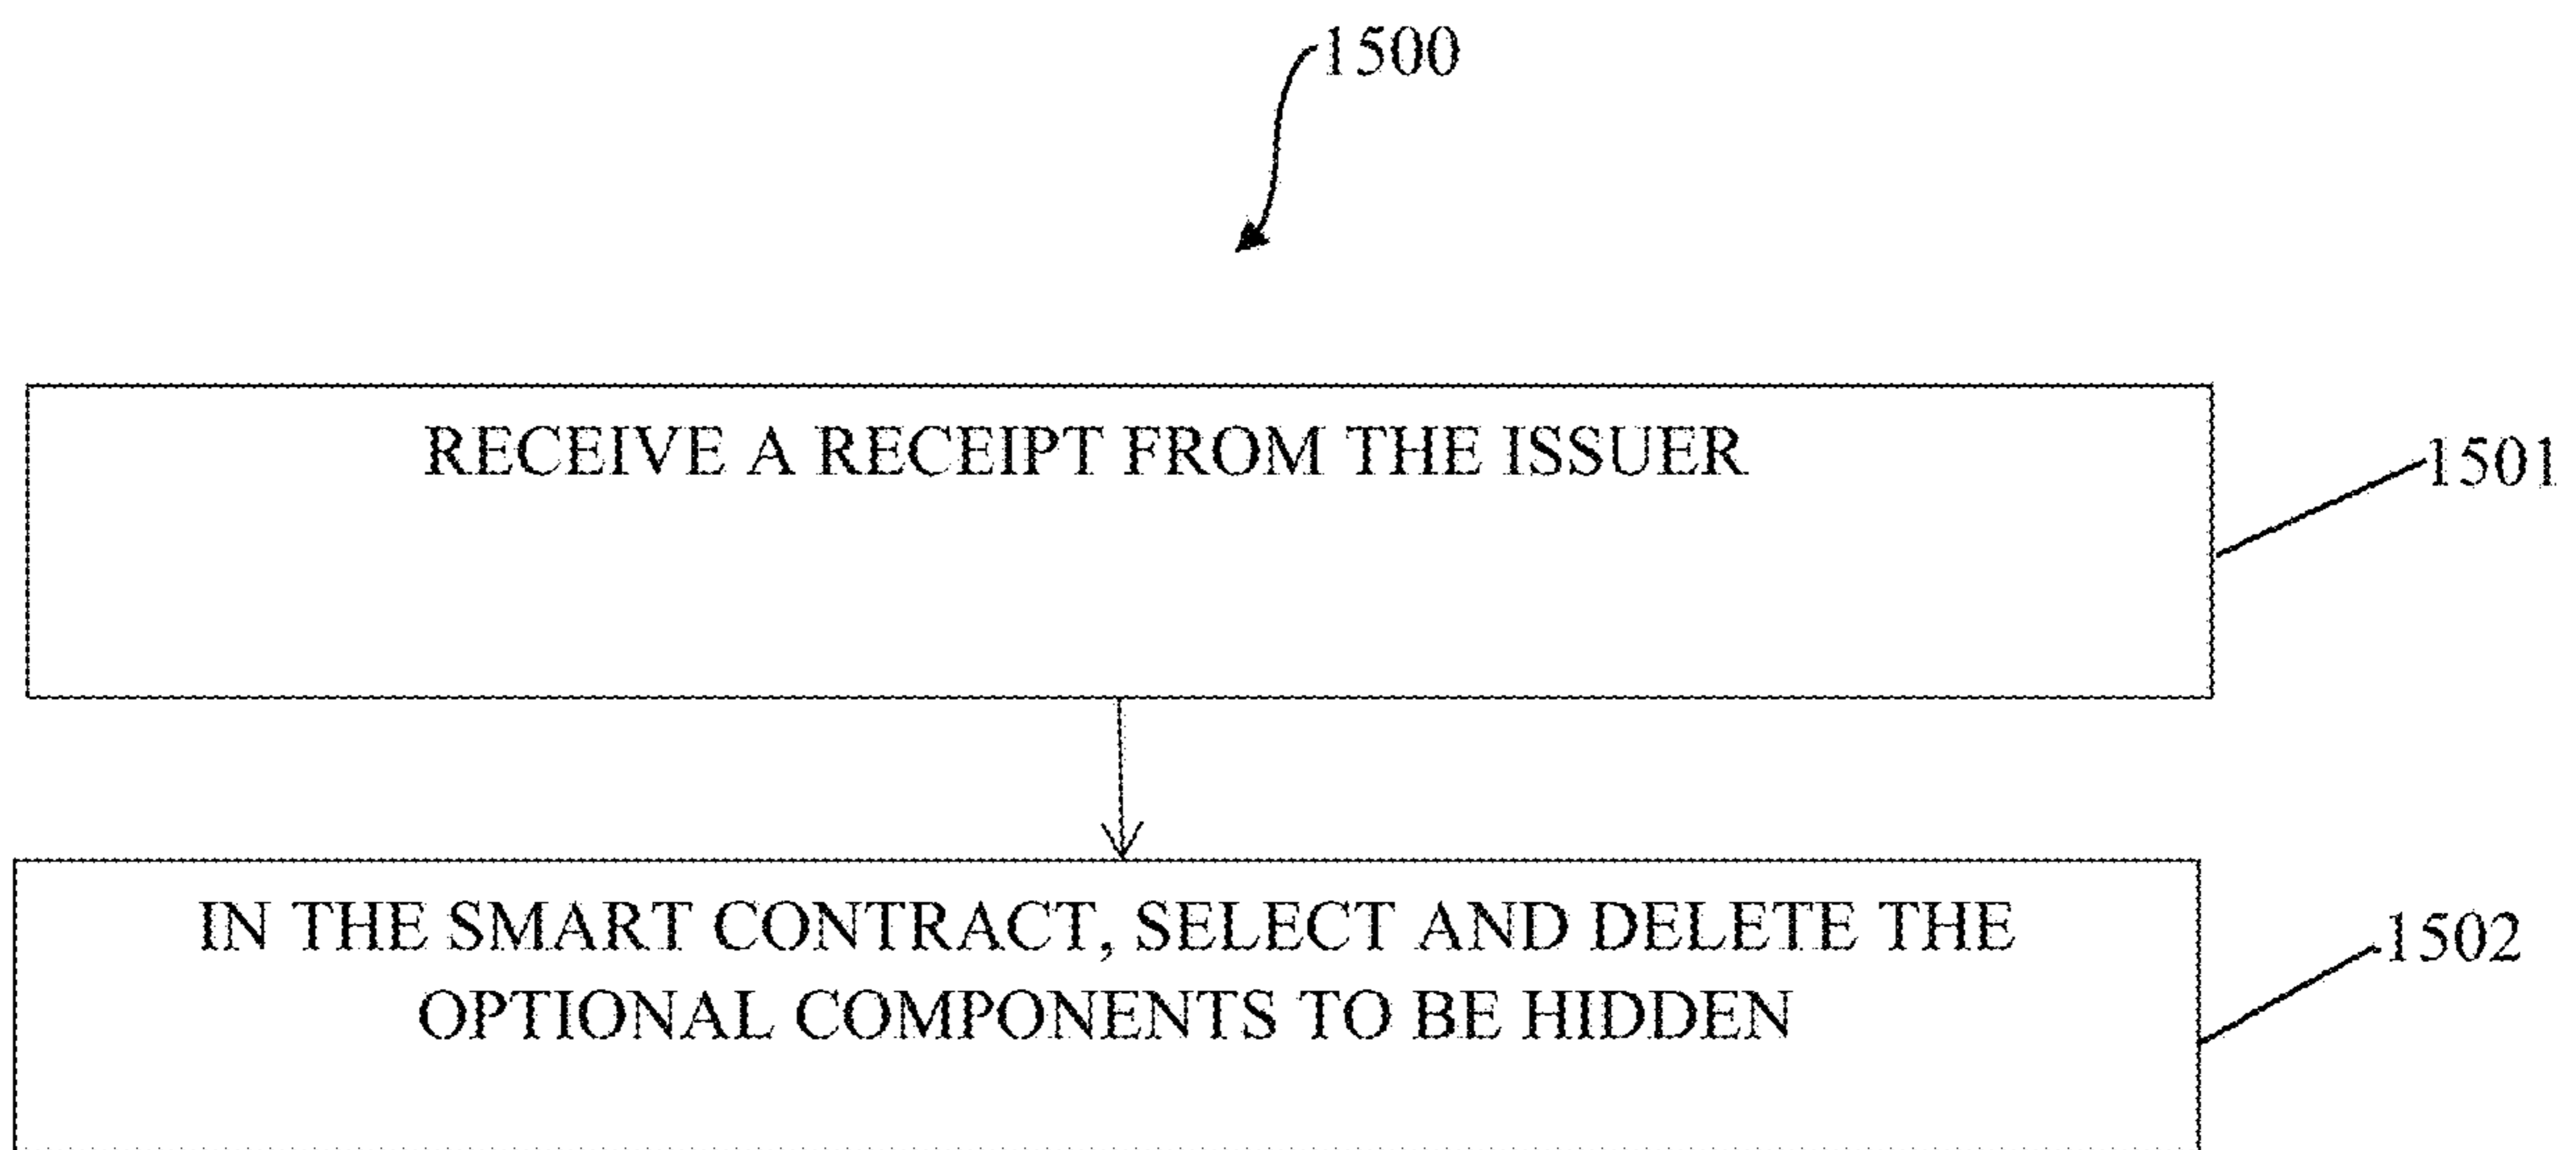 1500
RECEIVE A RECEIPT FROM THE ISSUER
1501
IN THE SMART CONTRACT, SELECT AND DELETE THE
OPTIONAL COMPONENTS TO BE HIDDEN
1502